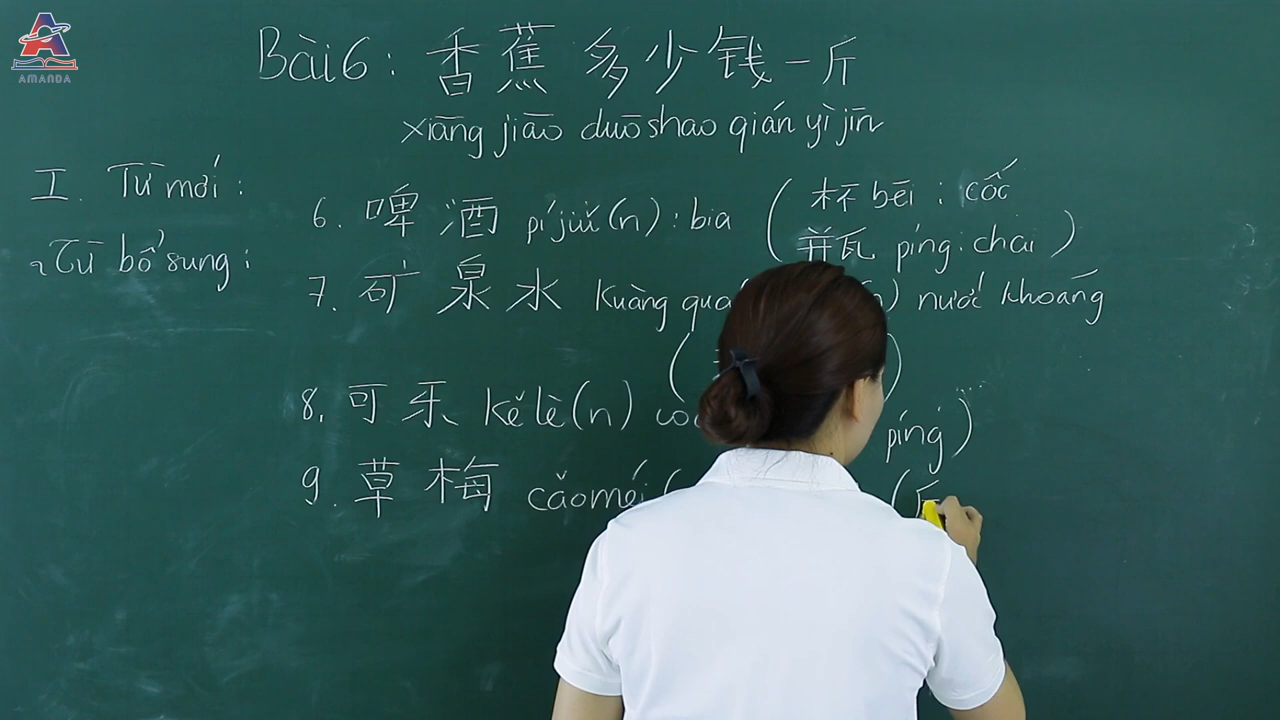 AMANDA
Bài 6: 香蕉多少钱一斤
xiāng jiāo duō shao qián yì jīn
I. Từ mới:
Từ bổ sung:
6. 啤酒 píjiǔ (n): bia (杯 bēi : cốc
瓶 píng: chai)
7. 矿泉水 kuàng nước khoáng
8. 可乐 kělè (n)
píng)
9. 草梅 cǎoméi